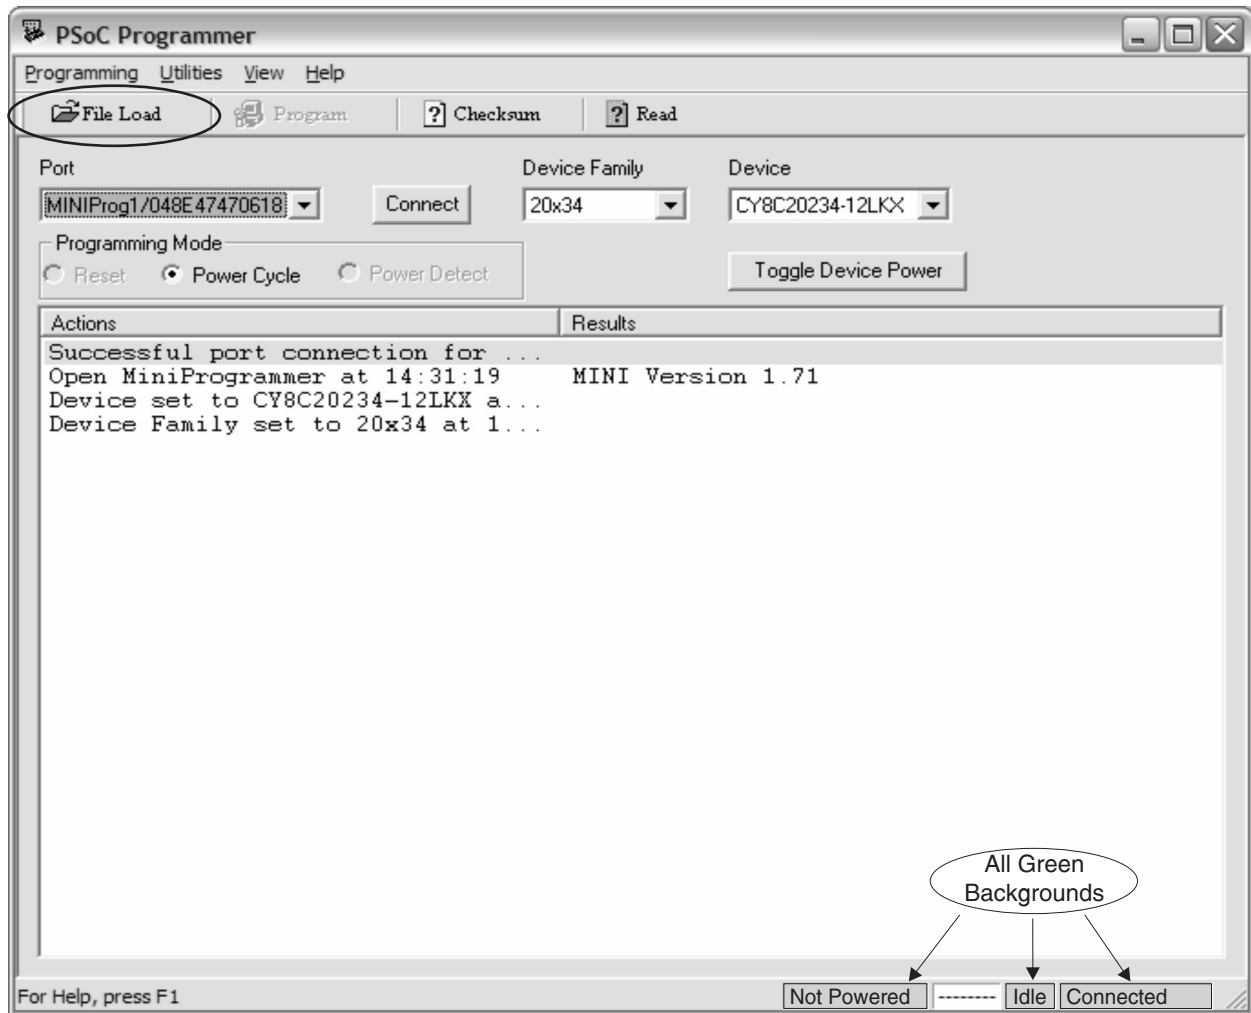 PSoC Programmer
Programming Utilities View Help
File Load Program Checksum Read
Port Device Family Device
MINIProg1/048E47470618 Connect 20x34 CY8C20234-12LKX
Programming Mode
Reset Power Cycle Power Detect Toggle Device Power
Actions Results
Successful port connection for ...
Open MiniProgrammer at 14:31:19 MINI Version 1.71
Device set to CY8C20234-12LKX a...
Device Family set to 20x34 at 1...
All Green
Backgrounds
For Help, press F1 Not Powered -------- Idle Connected